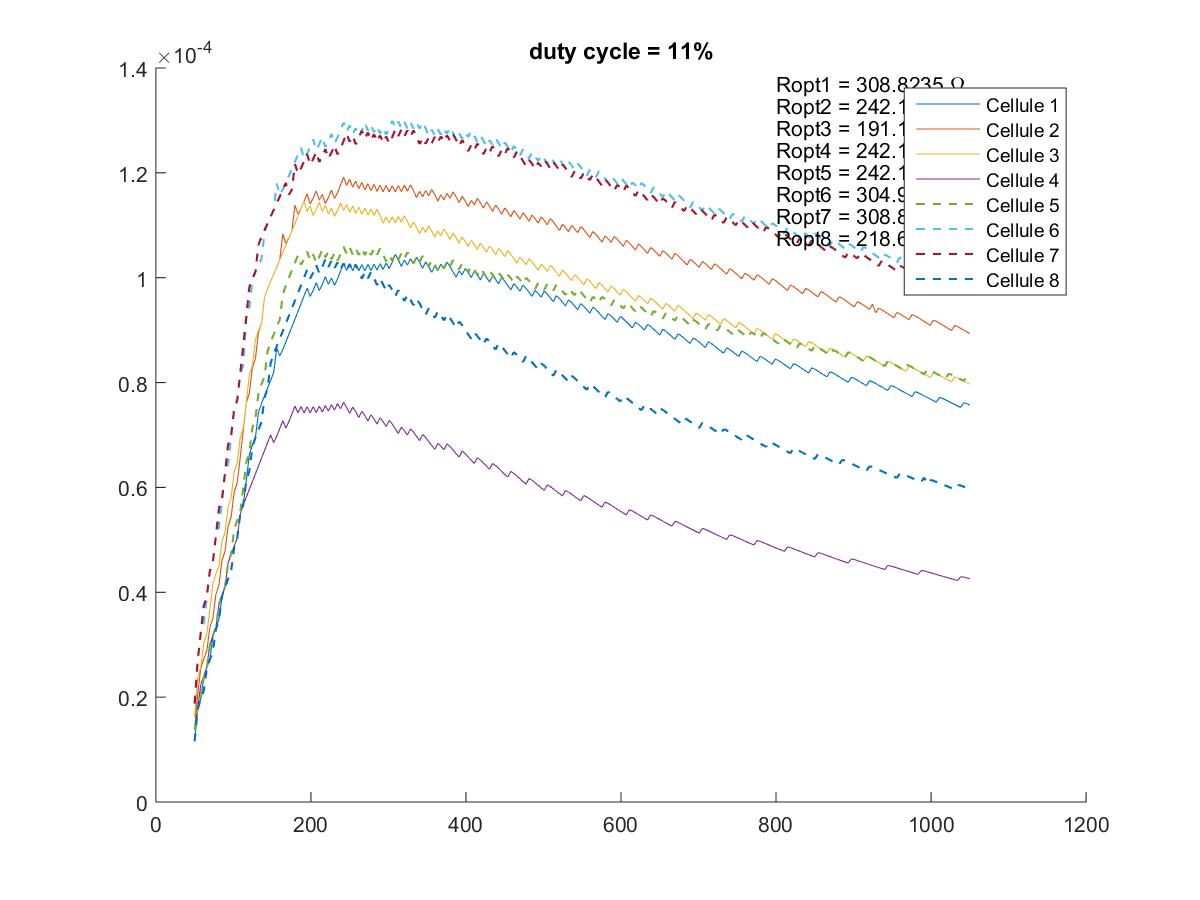 ×10-4
duty cycle = 11%
1.4
1.2
1
0.8
0.6
0.4
0.2
0
0 200 400 600 800 1000 1200
Ropt1 = 308.8235 Ω
Ropt2 = 242.1
Ropt3 = 191.1
Ropt4 = 242.1
Ropt5 = 242.1
Ropt6 = 304.9
Ropt7 = 308.8
Ropt8 = 218.6
Cellule 1
Cellule 2
Cellule 3
Cellule 4
Cellule 5
Cellule 6
Cellule 7
Cellule 8